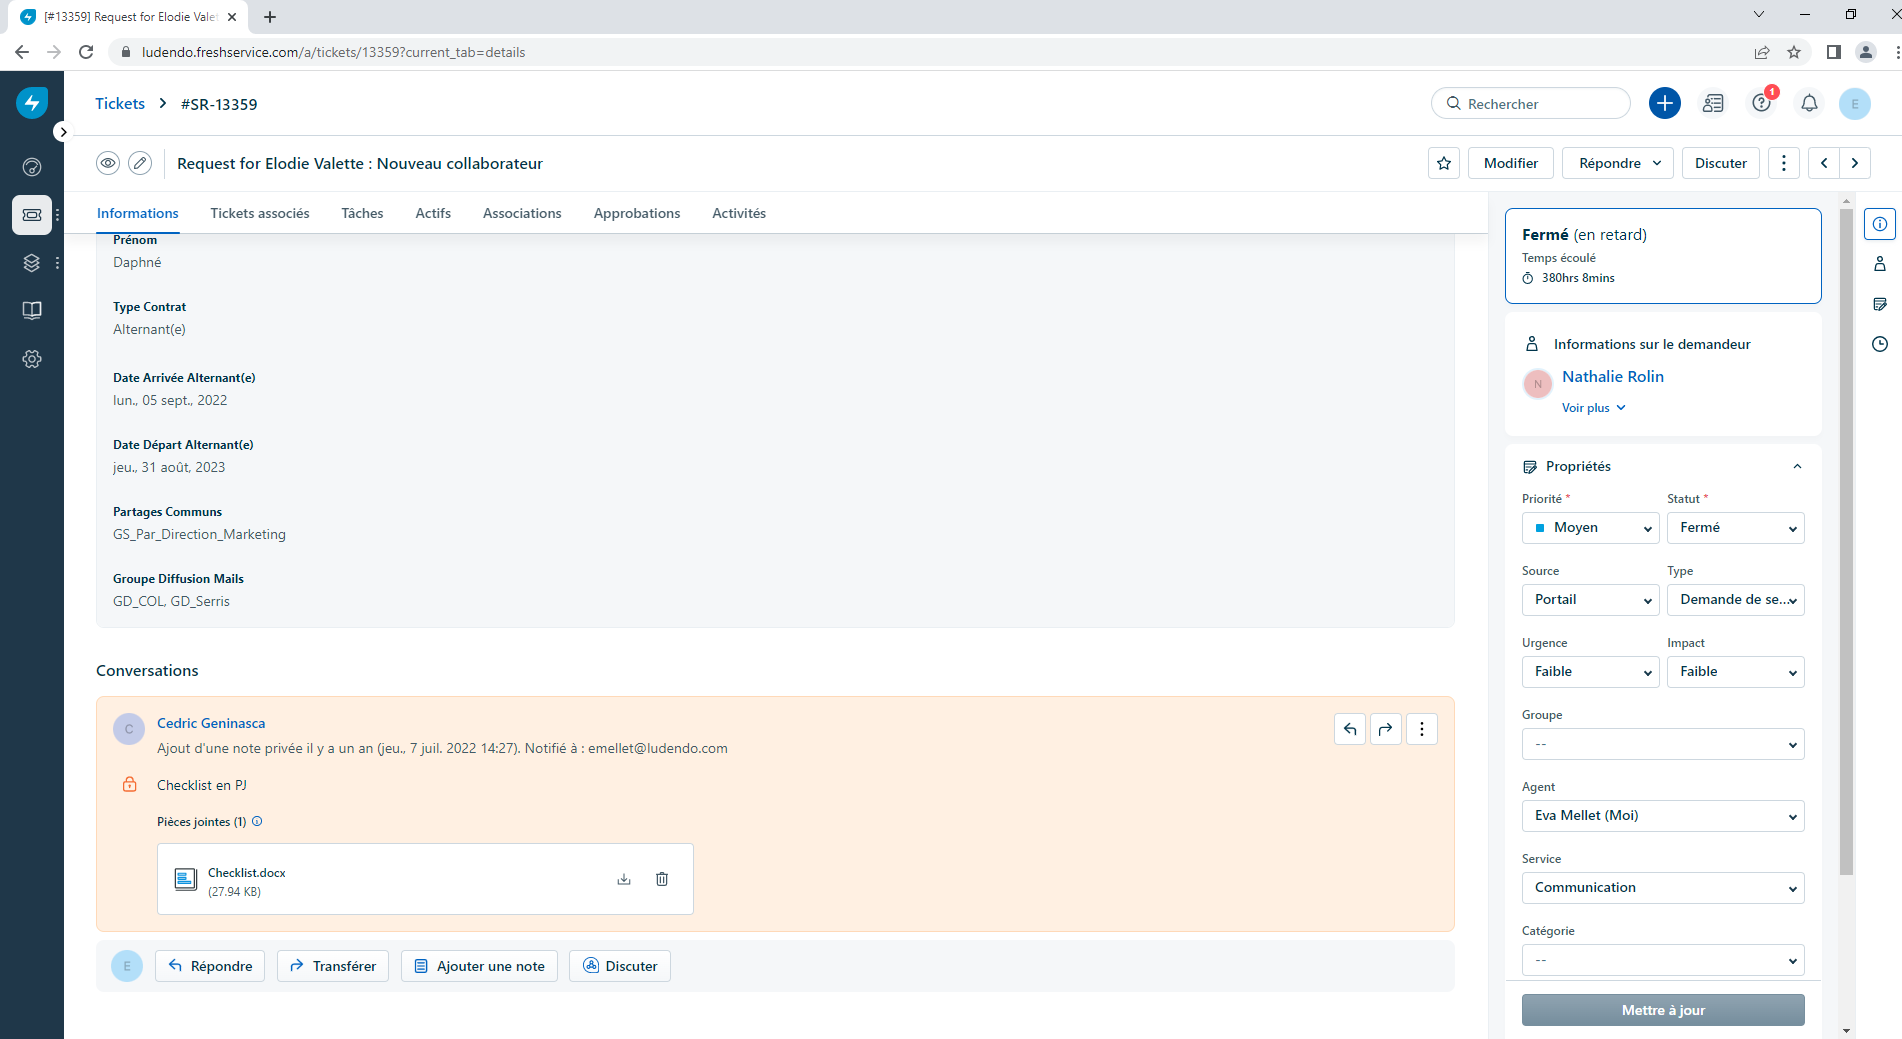 [#13359] Request for Elodie Vale
ludendo.freshservice.com/a/tickets/13359?current_tab=details
Tickets > #SR-13359
Rechercher
1
E
Request for Elodie Valette : Nouveau collaborateur
Modifier
Répondre
Discuter
Informations
Tickets associés
Tâches
Actifs
Associations
Approbations
Activités
Prénom
Daphné
Type Contrat
Alternant(e)
Date Arrivée Alternant(e)
lun., 05 sept., 2022
Date Départ Alternant(e)
jeu., 31 août, 2023
Partages Communs
GS_Par_Direction_Marketing
Groupe Diffusion Mails
GD_COL, GD_Serris
Conversations
C
Cedric Geninasca
Ajout d'une note privée il y a un an (jeu., 7 juil. 2022 14:27). Notifié à : emellet@ludendo.com
Checklist en PJ
Pièces jointes (1)
Checklist.docx
(27.94 KB)
E
Répondre
Transférer
Ajouter une note
Discuter
Fermé (en retard)
Temps écoulé
380hrs 8mins
Informations sur le demandeur
N
Nathalie Rolin
Voir plus
Propriétés
Priorité *
Statut *
Moyen
Fermé
Source
Type
Portail
Demande de se...
Urgence
Impact
Faible
Faible
Groupe
--
Agent
Eva Mellet (Moi)
Service
Communication
Catégorie
--
Mettre à jour